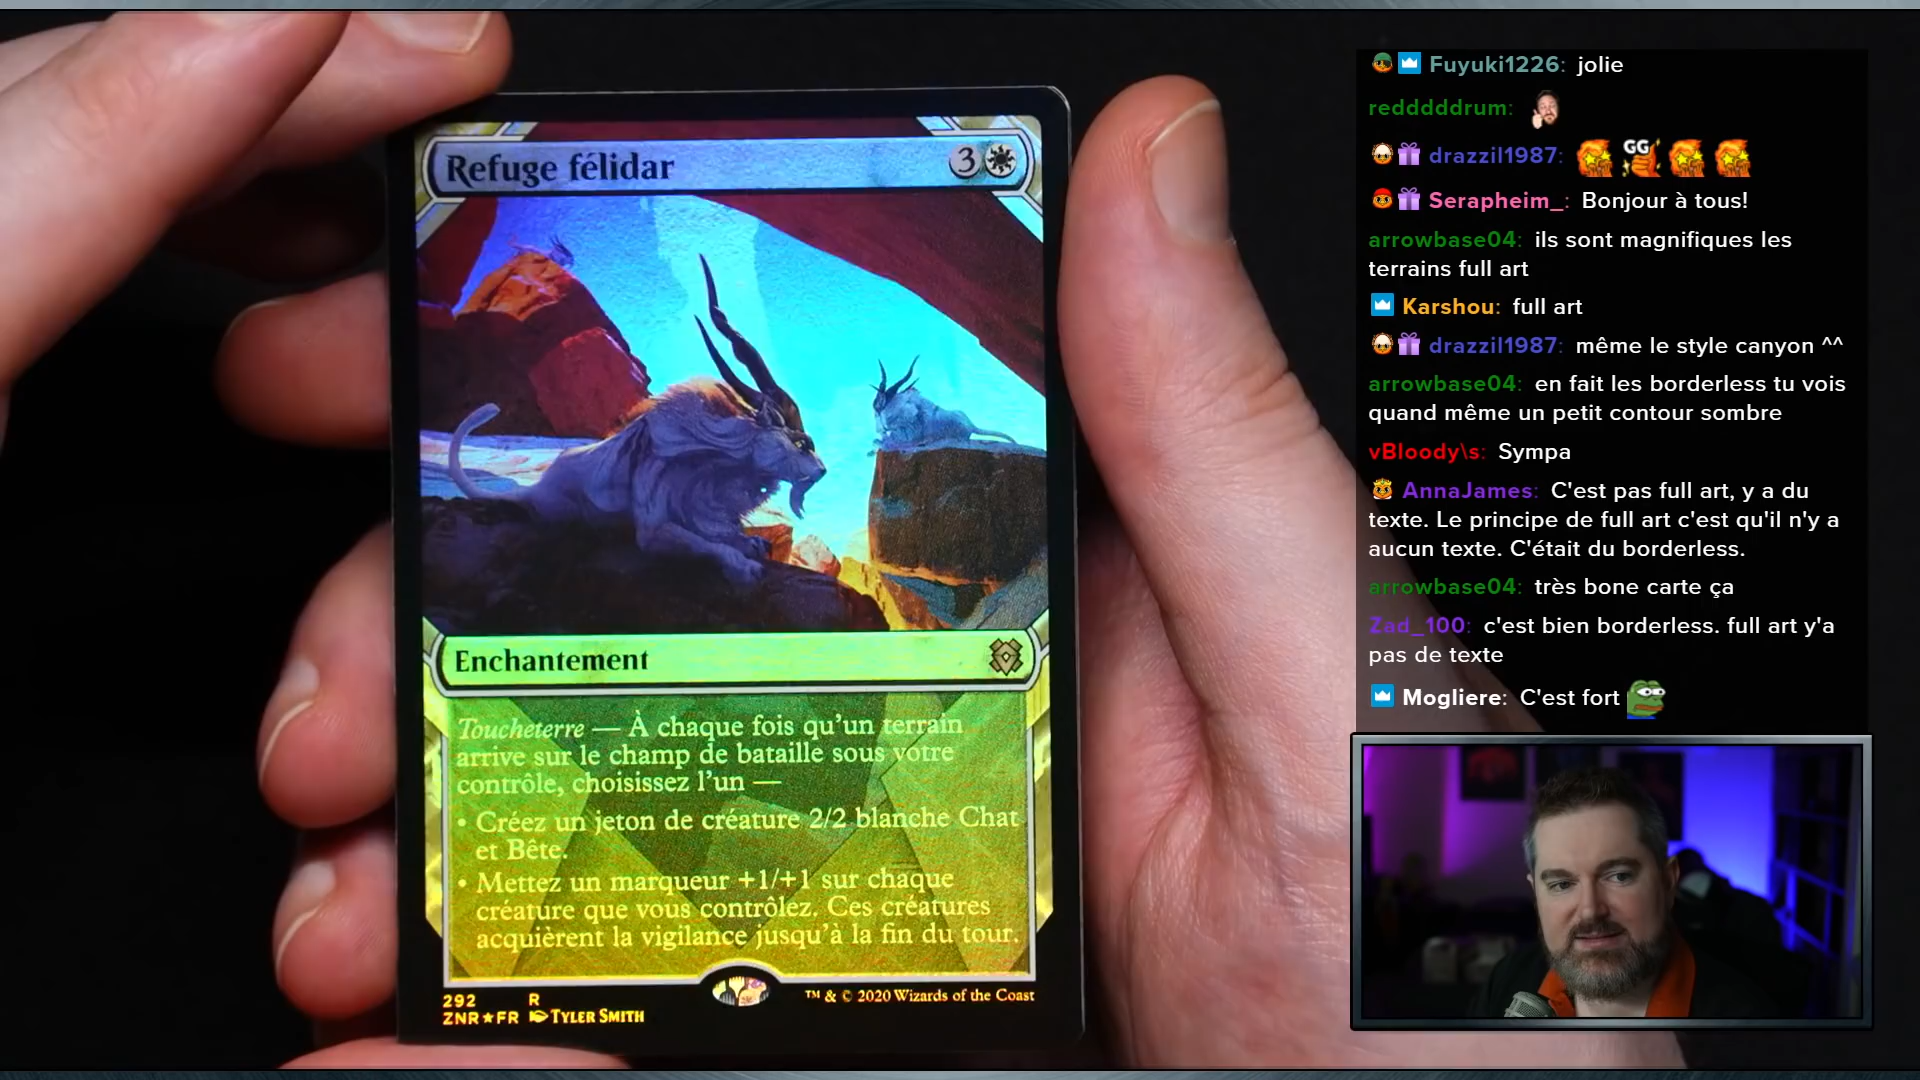 Refuge félidar
3
Enchantement
Toucheterre — À chaque fois qu'un terrain
arrive sur le champ de bataille sous votre
contrôle, choisissez l'un —
• Créez un jeton de créature 2/2 blanche Chat
et Bête.
• Mettez un marqueur +1/+1 sur chaque
créature que vous contrôlez. Ces créatures
acquièrent la vigilance jusqu'à la fin du tour.
292 R
ZNR★FR TYLER SMITH
™ & © 2020 Wizards of the Coast
Fuyuki1226: jolie
redddddrum:
drazzil1987: GG
Serapheim_: Bonjour à tous!
arrowbase04: ils sont magnifiques les
terrains full art
Karshou: full art
drazzil1987: même le style canyon ^^
arrowbase04: en fait les borderless tu vois
quand même un petit contour sombre
vBloody\s: Sympa
AnnaJames: C'est pas full art, y a du
texte. Le principe de full art c'est qu'il n'y a
aucun texte. C'était du borderless.
arrowbase04: très bone carte ça
Zad_100: c'est bien borderless. full art y'a
pas de texte
Mogliere: C'est fort